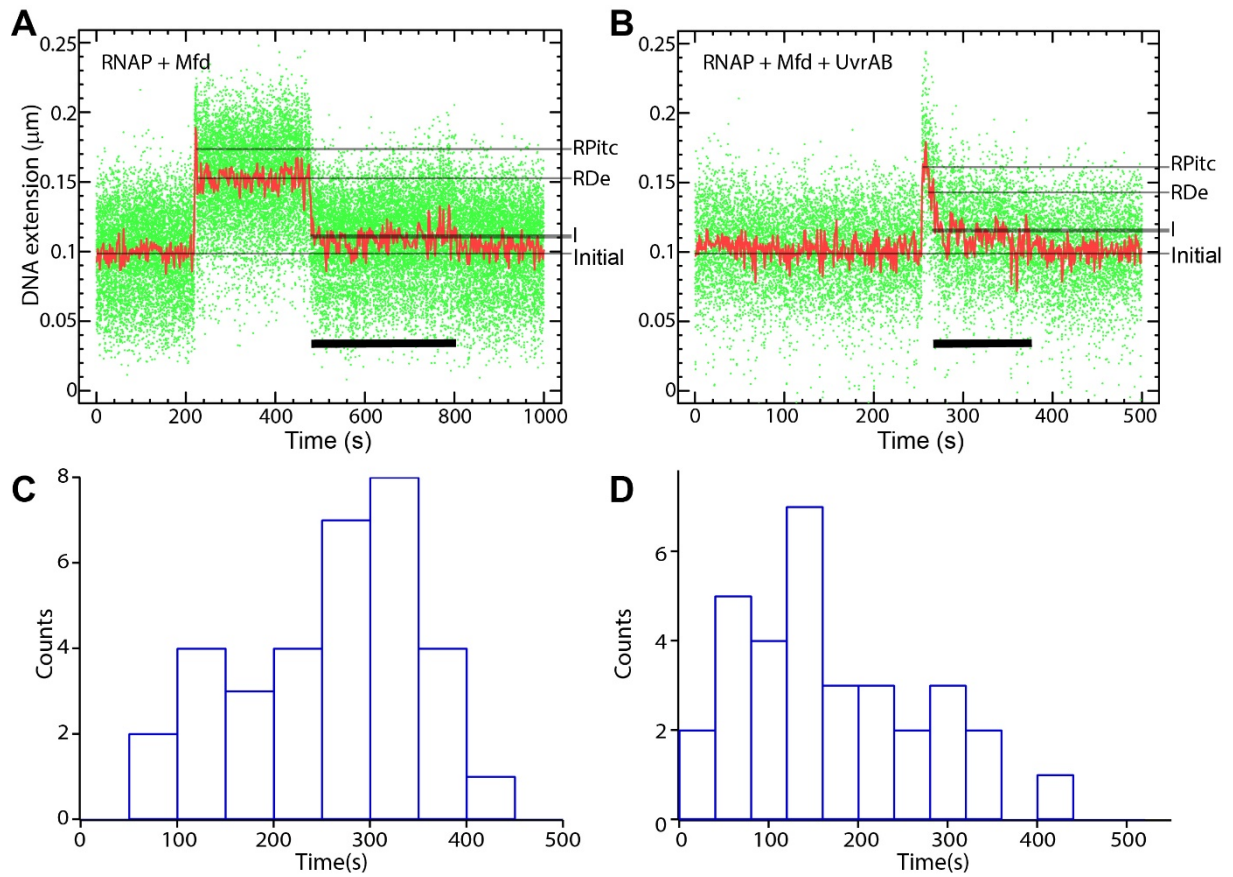 A
DNA extension (μm)
0.25
0.2
0.15
0.1
0.05
0
RNAP + Mfd
RPitc
RDe
I
Initial
0 200 400 600 800 1000
Time (s)
B
0.25
0.2
0.15
0.1
0.05
0
RNAP + Mfd + UvrAB
RPitc
RDe
I
Initial
0 100 200 300 400 500
Time (s)
C
Counts
8
6
4
2
0
0 100 200 300 400 500
Time(s)
D
Counts
6
4
2
0
0 100 200 300 400 500
Time(s)